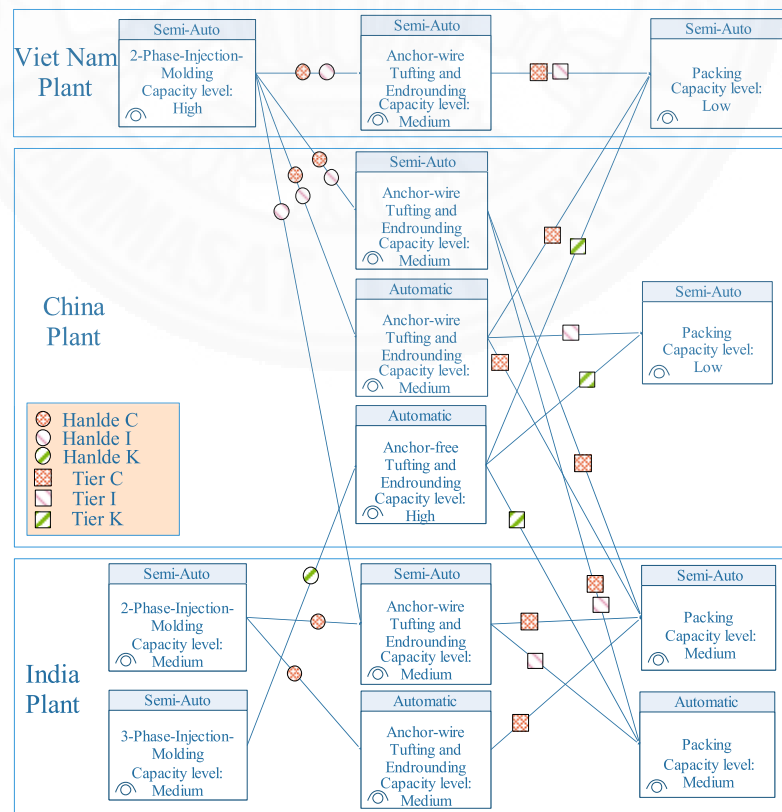 Viet Nam
Plant
Semi-Auto
2-Phase-Injection-
Molding
Capacity level:
High
Semi-Auto
Anchor-wire
Tufting and
Endrounding
Capacity level:
Medium
Semi-Auto
Packing
Capacity level:
Low
China
Plant
Semi-Auto
Anchor-wire
Tufting and
Endrounding
Capacity level:
Medium
Automatic
Anchor-wire
Tufting and
Endrounding
Capacity level:
Medium
Automatic
Anchor-free
Tufting and
Endrounding
Capacity level:
High
Semi-Auto
Packing
Capacity level:
Low
Hanlde C
Hanlde I
Hanlde K
Tier C
Tier I
Tier K
India
Plant
Semi-Auto
2-Phase-Injection-
Molding
Capacity level:
Medium
Semi-Auto
3-Phase-Injection-
Molding
Capacity level:
Medium
Semi-Auto
Anchor-wire
Tufting and
Endrounding
Capacity level:
Medium
Automatic
Anchor-wire
Tufting and
Endrounding
Capacity level:
Medium
Semi-Auto
Packing
Capacity level:
Medium
Automatic
Packing
Capacity level:
Medium